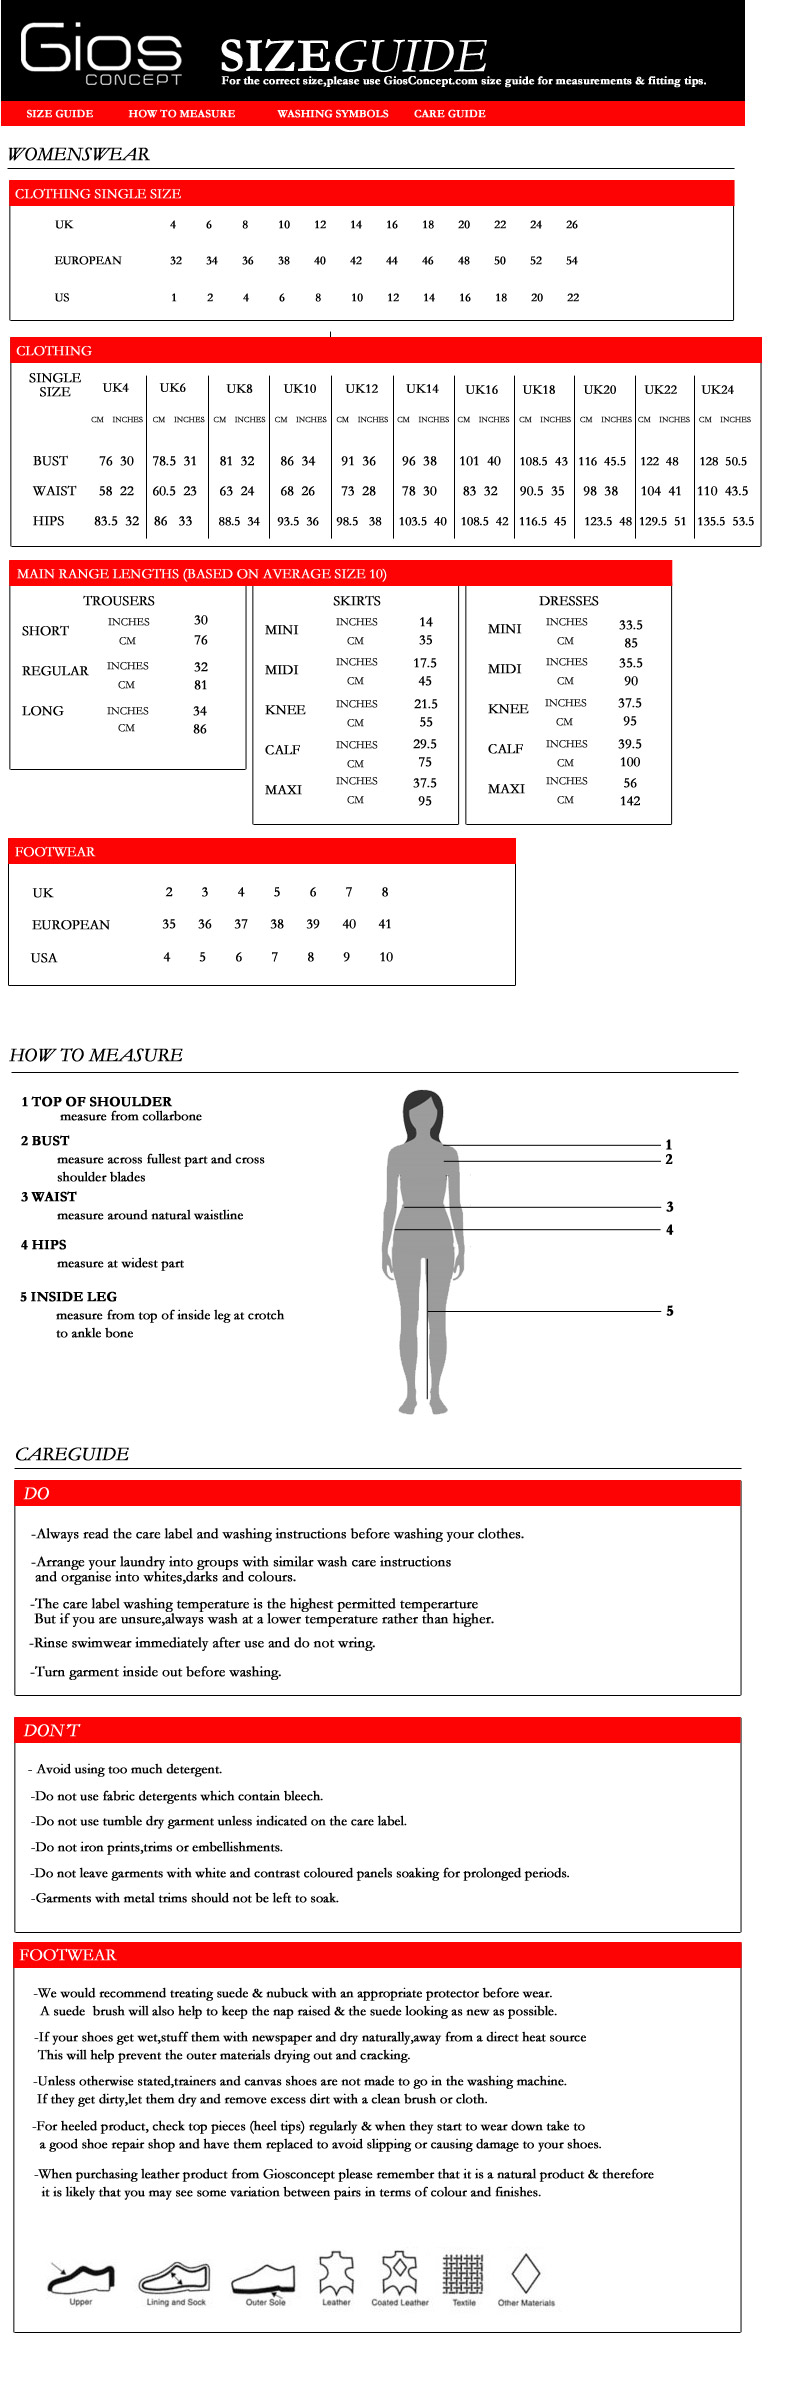 Gios
CONCEPT
SIZEGUIDE
For the correct size,please use GiosConcept.com size guide for measurements & fitting tips.
SIZE GUIDE HOW TO MEASURE WASHING SYMBOLS CARE GUIDE
WOMENSWEAR
CLOTHING SINGLE SIZE
UK 4 6 8 10 12 14 16 18 20 22 24 26
EUROPEAN 32 34 36 38 40 42 44 46 48 50 52 54
US 1 2 4 6 8 10 12 14 16 18 20 22
CLOTHING
SINGLE
SIZE UK4 UK6 UK8 UK10 UK12 UK14 UK16 UK18 UK20 UK22 UK24
CM INCHES CM INCHES CM INCHES CM INCHES CM INCHES CM INCHES CM INCHES CM INCHES CM INCHES CM INCHES CM INCHES
BUST 76 30 78.5 31 81 32 86 34 91 36 96 38 101 40 108.5 43 116 45.5 122 48 128 50.5
WAIST 58 22 60.5 23 63 24 68 26 73 28 78 30 83 32 90.5 35 98 38 104 41 110 43.5
HIPS 83.5 32 86 33 88.5 34 93.5 36 98.5 38 103.5 40 108.5 42 116.5 45 123.5 48 129.5 51 135.5 53.5
MAIN RANGE LENGTHS (BASED ON AVERAGE SIZE 10)
TROUSERS
SHORT INCHES 30
CM 76
REGULAR INCHES 32
CM 81
LONG INCHES 34
CM 86
SKIRTS
MINI INCHES 14
CM 35
MIDI INCHES 17.5
CM 45
KNEE INCHES 21.5
CM 55
CALF INCHES 29.5
CM 75
MAXI INCHES 37.5
CM 95
DRESSES
MINI INCHES 33.5
CM 85
MIDI INCHES 35.5
CM 90
KNEE INCHES 37.5
CM 95
CALF INCHES 39.5
CM 100
MAXI INCHES 56
CM 142
FOOTWEAR
UK 2 3 4 5 6 7 8
EUROPEAN 35 36 37 38 39 40 41
USA 4 5 6 7 8 9 10
HOW TO MEASURE
1 TOP OF SHOULDER
measure from collarbone
2 BUST
measure across fullest part and cross
shoulder blades
3 WAIST
measure around natural waistline
4 HIPS
measure at widest part
5 INSIDE LEG
measure from top of inside leg at crotch
to ankle bone
1
2
3
4
5
CAREGUIDE
DO
-Always read the care label and washing instructions before washing your clothes.
-Arrange your laundry into groups with similar wash care instructions
and organise into whites,darks and colours.
-The care label washing temperature is the highest permitted temperarture
But if you are unsure,always wash at a lower temperature rather than higher.
-Rinse swimwear immediately after use and do not wring.
-Turn garment inside out before washing.
DON'T
- Avoid using too much detergent.
-Do not use fabric detergents which contain bleech.
-Do not use tumble dry garment unless indicated on the care label.
-Do not iron prints,trims or embellishments.
-Do not leave garments with white and contrast coloured panels soaking for prolonged periods.
-Garments with metal trims should not be left to soak.
FOOTWEAR
-We would recommend treating suede & nubuck with an appropriate protector before wear.
A suede brush will also help to keep the nap raised & the suede looking as new as possible.
-If your shoes get wet,stuff them with newspaper and dry naturally,away from a direct heat source
This will help prevent the outer materials drying out and cracking.
-Unless otherwise stated,trainers and canvas shoes are not made to go in the washing machine.
If they get dirty,let them dry and remove excess dirt with a clean brush or cloth.
-For heeled product, check top pieces (heel tips) regularly & when they start to wear down take to
a good shoe repair shop and have them replaced to avoid slipping or causing damage to your shoes.
-When purchasing leather product from Giosconcept please remember that it is a natural product & therefore
it is likely that you may see some variation between pairs in terms of colour and finishes.
Upper Lining and Sock Outer Sole Leather Coated Leather Textile Other Materials